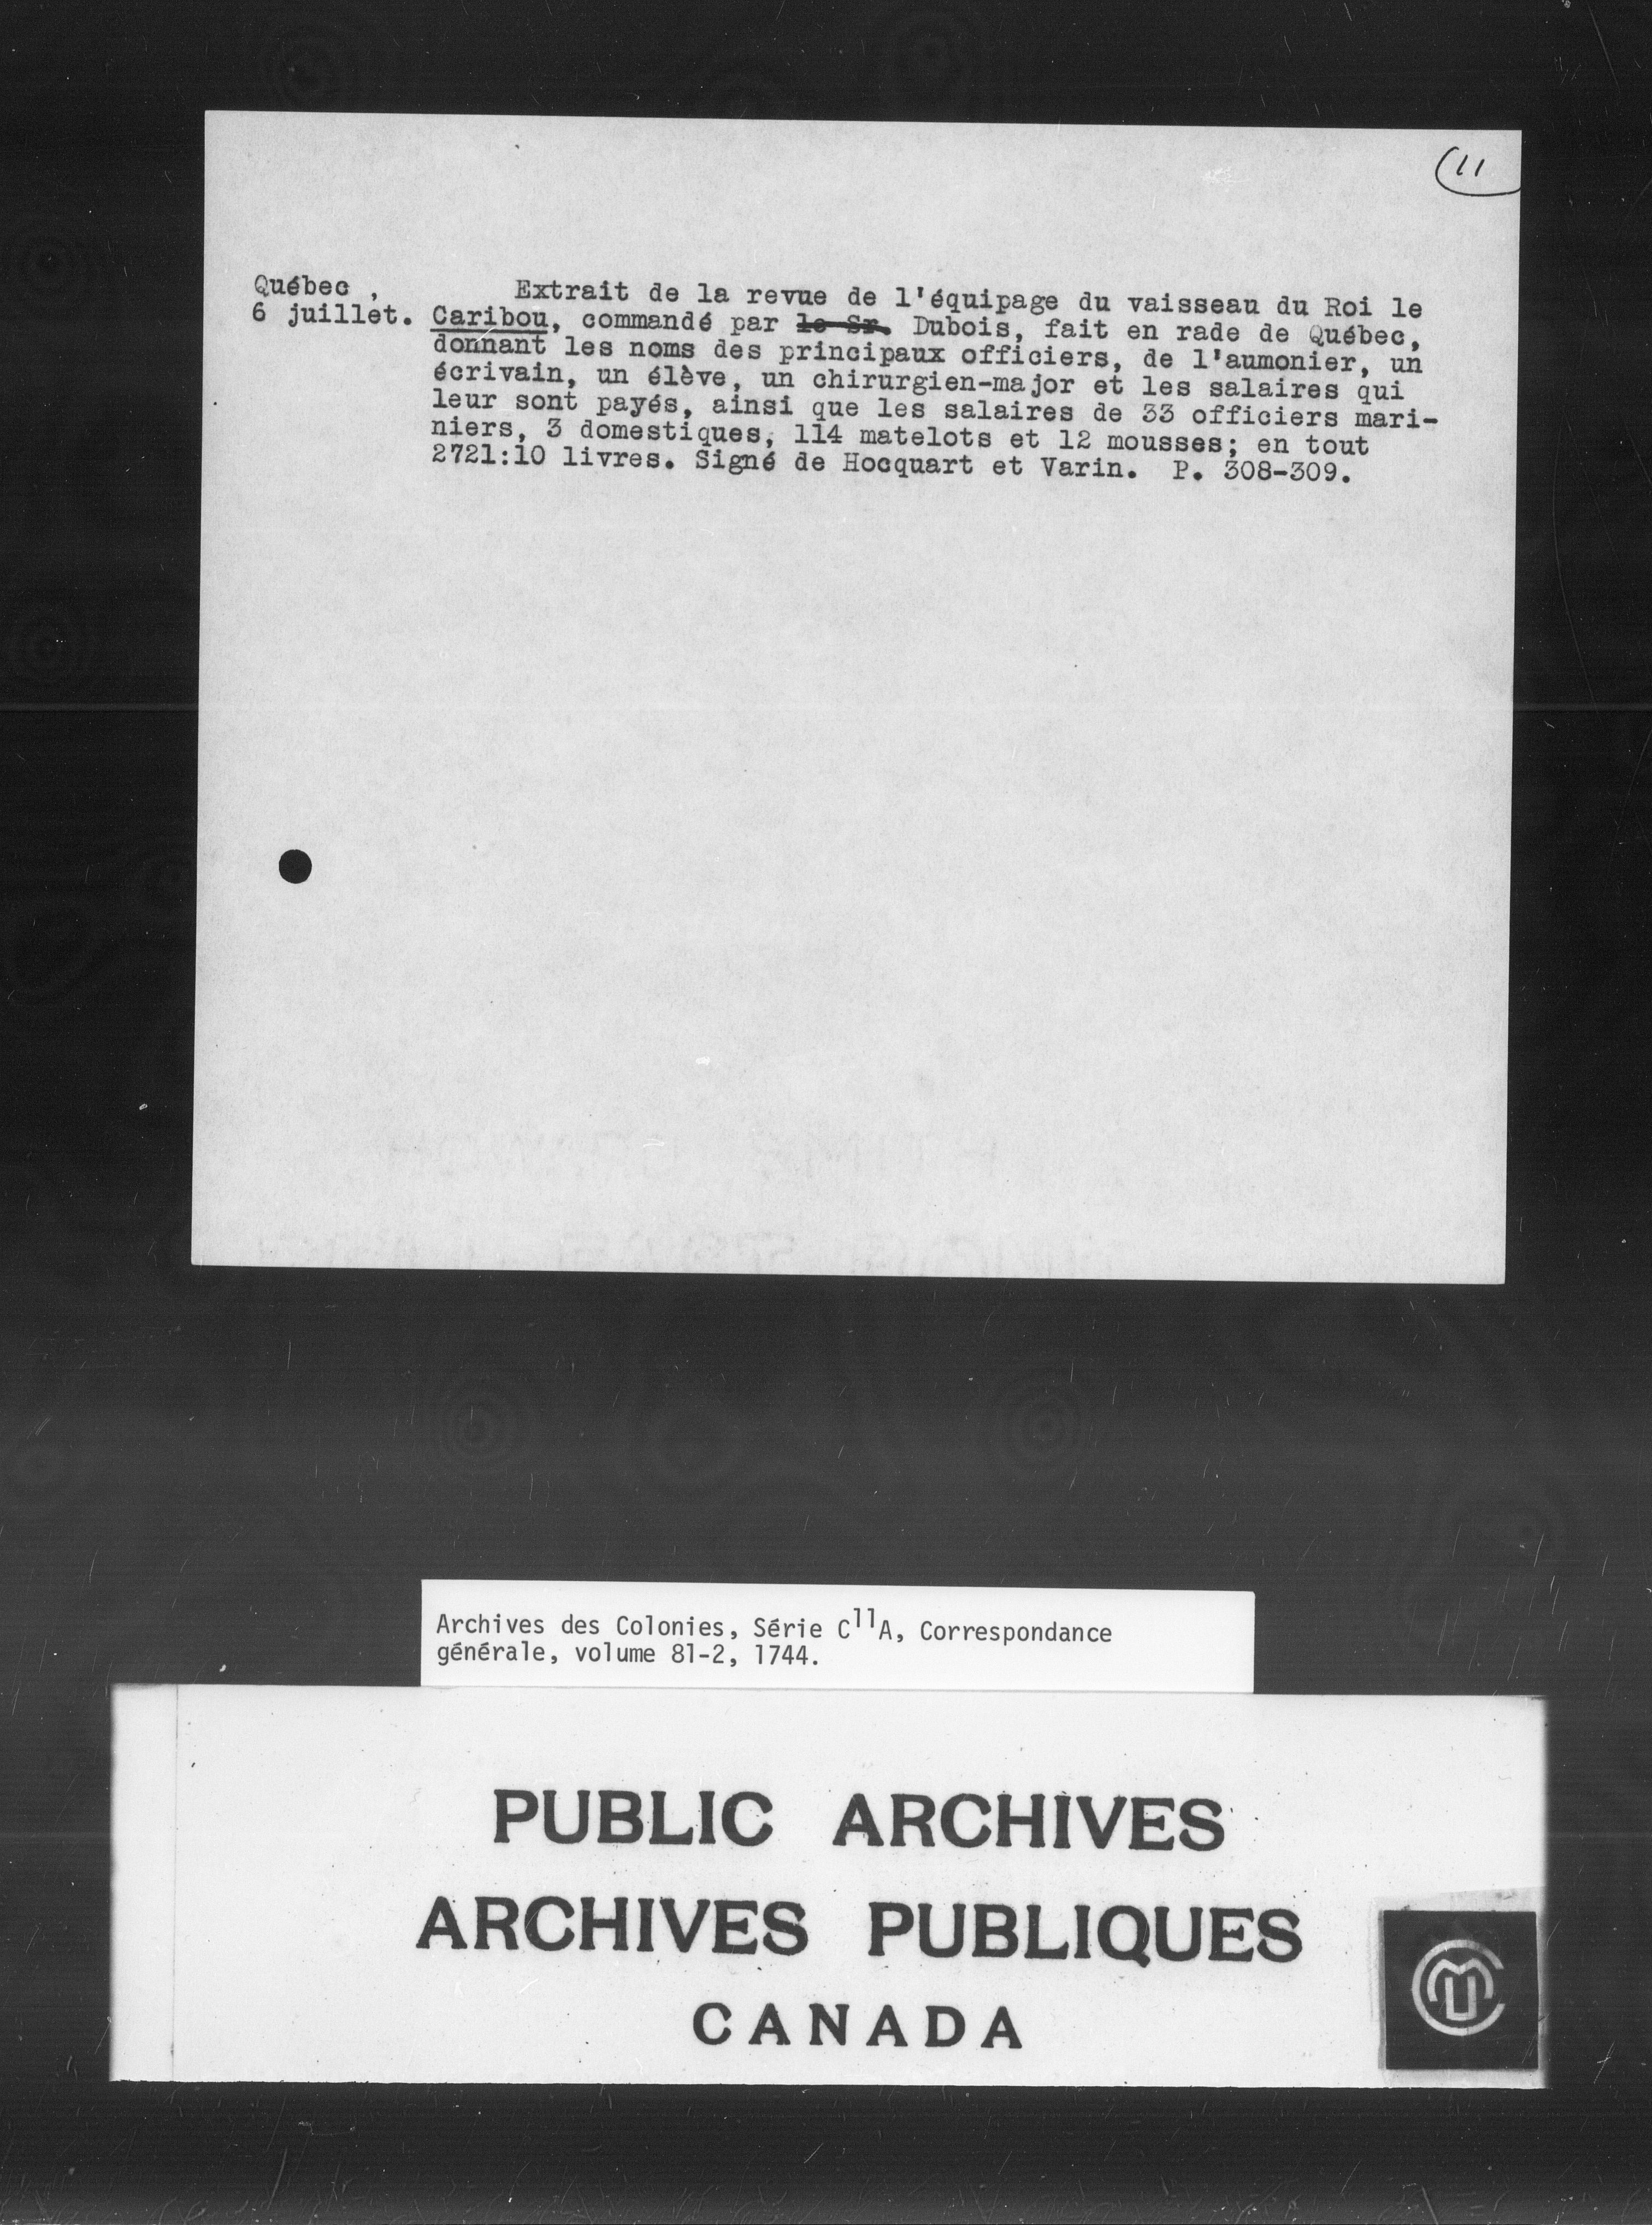 (11
Québec ,
6 juillet.
Extrait de la revue de l'équipage du vaisseau du Roi le
Caribou, commandé par le Sr. Dubois, fait en rade de Québec,
donnant les noms des principaux officiers, de l'aumonier, un
écrivain, un élève, un chirurgien-major et les salaires qui
leur sont payés, ainsi que les salaires de 33 officiers mari-
niers, 3 domestiques, 114 matelots et 12 mousses; en tout
2721:10 livres. Signé de Hocquart et Varin. P. 308-309.
Archives des Colonies, Série C11A, Correspondance
générale, volume 81-2, 1744.
PUBLIC ARCHIVES
ARCHIVES PUBLIQUES
CANADA